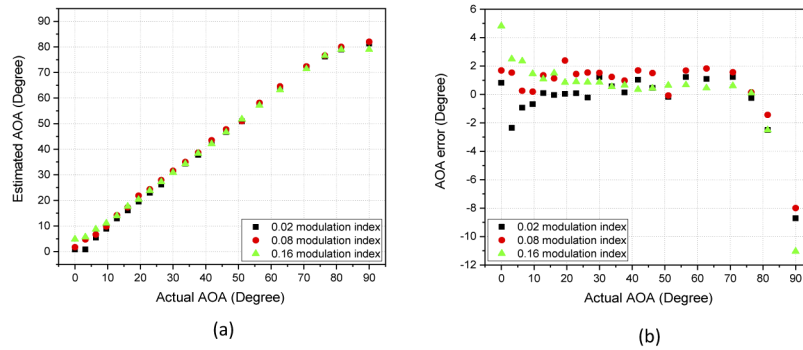 90
80
70
60
50
40
30
20
10
0
Estimated AOA (Degree)
0.02 modulation index
0.08 modulation index
0.16 modulation index
0 10 20 30 40 50 60 70 80 90
Actual AOA (Degree)
(a)
6
4
2
0
-2
-4
-6
-8
-10
-12
AOA error (Degree)
0.02 modulation index
0.08 modulation index
0.16 modulation index
0 10 20 30 40 50 60 70 80 90
Actual AOA (Degree)
(b)